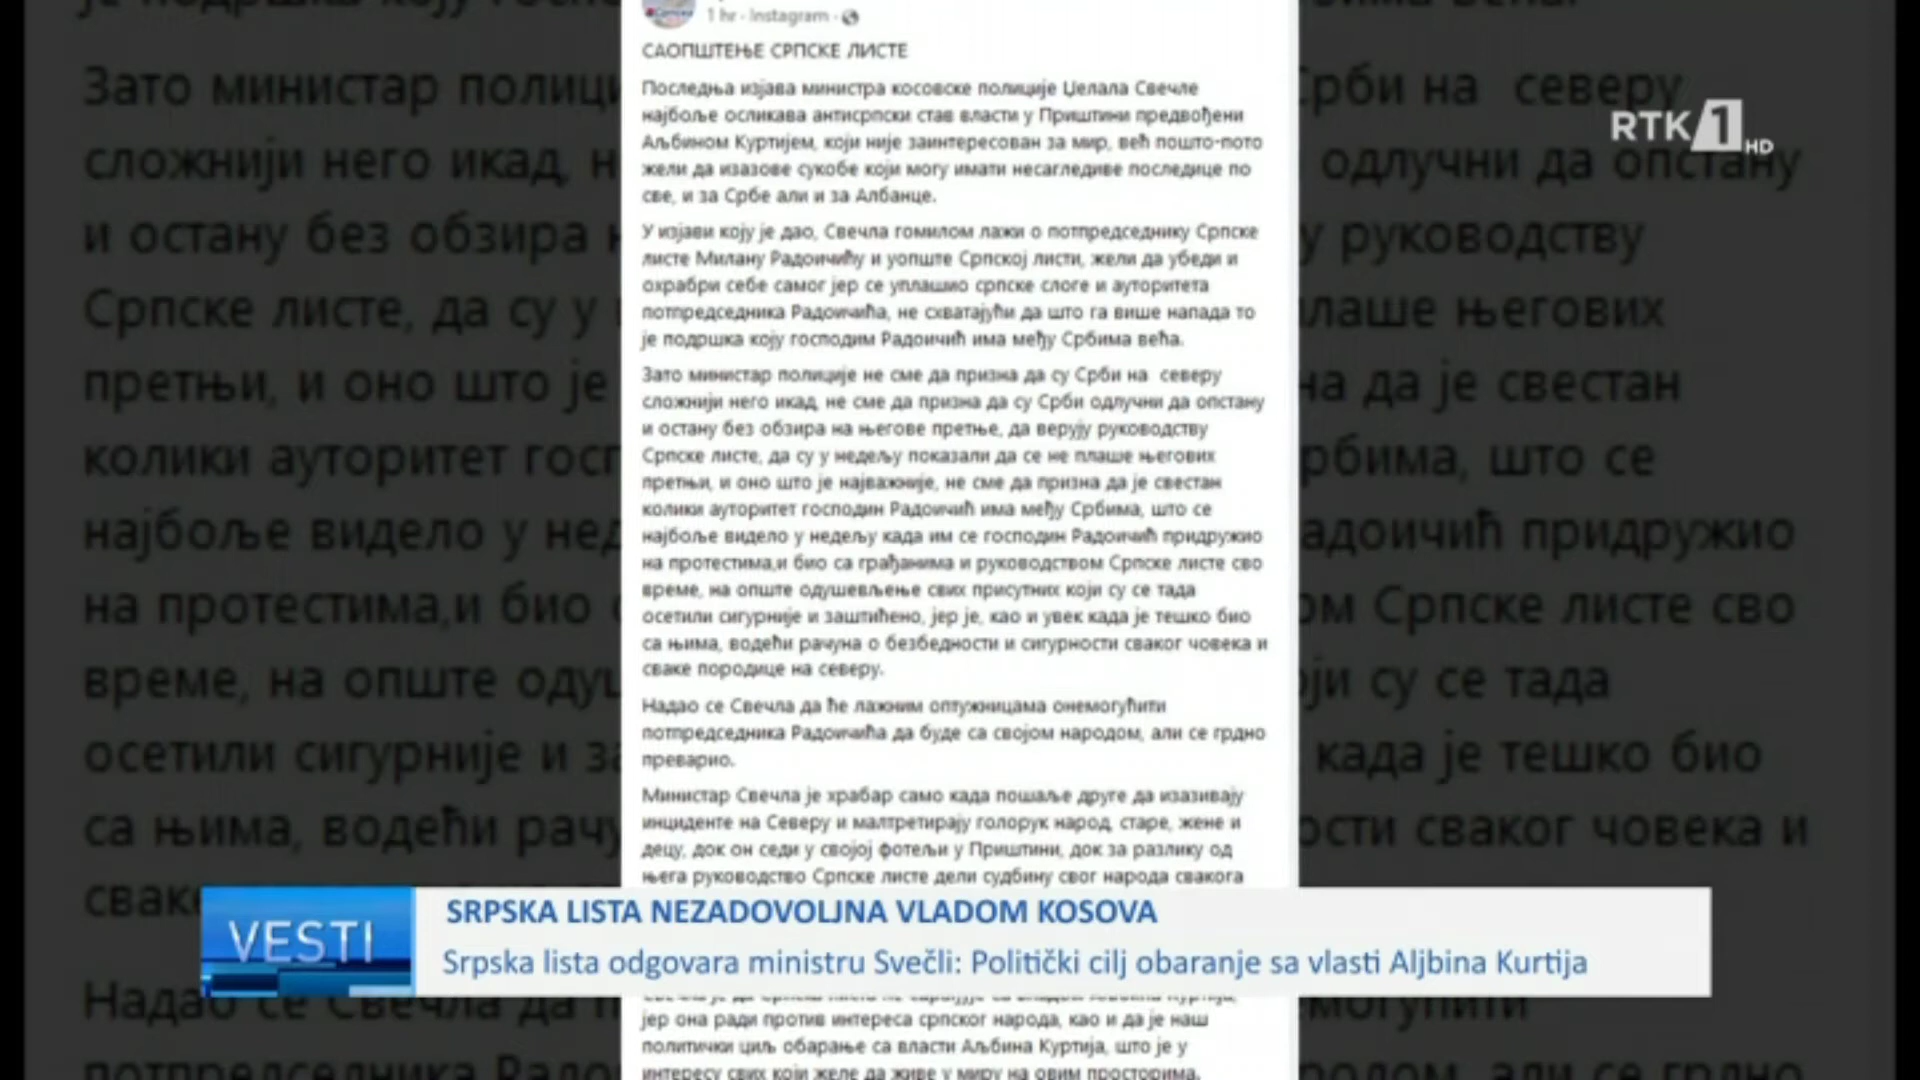 1 hr · Instagram ·
САОПШТЕЊЕ СРПСКЕ ЛИСТЕ
Последња изјава министра косовске полиције Џелала Свечле
најбоље осликава антисрпски став власти у Приштини предвођени
Аљбином Куртијем, који није заинтересован за мир, већ пошто-пото
жели да изазове сукобе који могу имати несагледиве последице по
све, и за Србе али и за Албанце.
У изјави коју је дао, Свечла гомилом лажи о потпредседнику Српске
листе Милану Радоичићу и уопште Српској листи, жели да убеди и
охрабри себе самог јер се уплашио српске слоге и ауторитета
потпредседника Радоичића, не схватајући да што га више напада то
је подршка коју господим Радоичић има међу Србима већа.
Зато министар полиције не сме да призна да су Срби на северу
сложнији него икад, не сме да призна да су Срби одлучни да опстану
и остану без обзира на његове претње, да верују руководству
Српске листе, да су у недељу показали да се не плаше његових
претњи, и оно што је најважније, не сме да призна да је свестан
колики ауторитет господин Радоичић има међу Србима, што се
најбоље видело у недељу када им се господин Радоичић придружио
на протестима,и био са грађанима и руководством Српске листе сво
време, на опште одушевљење свих присутних који су се тада
осетили сигурније и заштићено, јер је, као и увек када је тешко био
са њима, водећи рачуна о безбедности и сигурности сваког човека и
сваке породице на северу.
Надао се Свечла да ће лажним оптужницама онемогућити
потпредседника Радоичића да буде са својом народом, али се грдно
преварио.
Министар Свечла је храбар само када пошаље друге да изазивају
инциденте на Северу и малтретирају голорук народ, старе, жене и
децу, док он седи у својој фотељи у Приштини, док за разлику од
њега руководство Српске листе дели судбину свог народа свакога
јер она ради против интереса српског народа, као и да је наш
политички циљ обарање са власти Аљбина Куртија, што је у
интересу свих који желе да живе у миру на овим просторима.
RTK 1 HD
VESTI
SRPSKA LISTA NEZADOVOLJNA VLADOM KOSOVA
Srpska lista odgovara ministru Svečli: Politički cilj obaranje sa vlasti Aljbina Kurtija